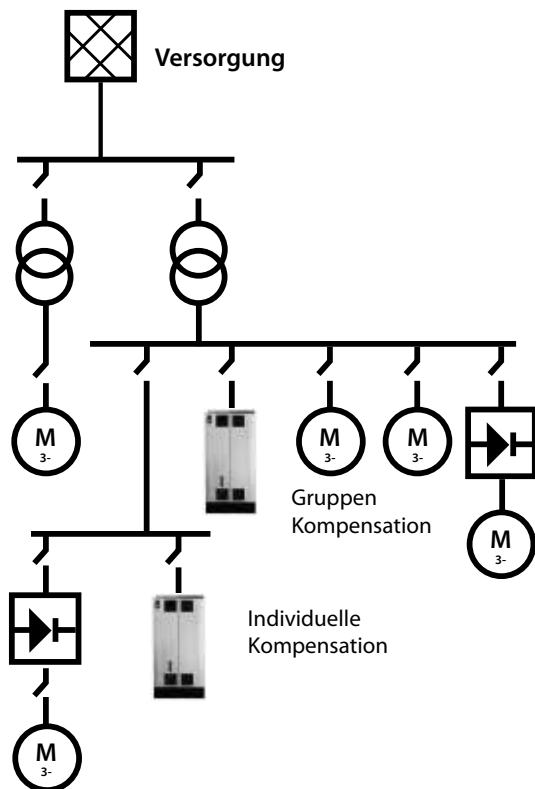 Versorgung
M
3-
M
3-
M
3-
Gruppen
Kompensation
M
3-
Individuelle
Kompensation
M
3-